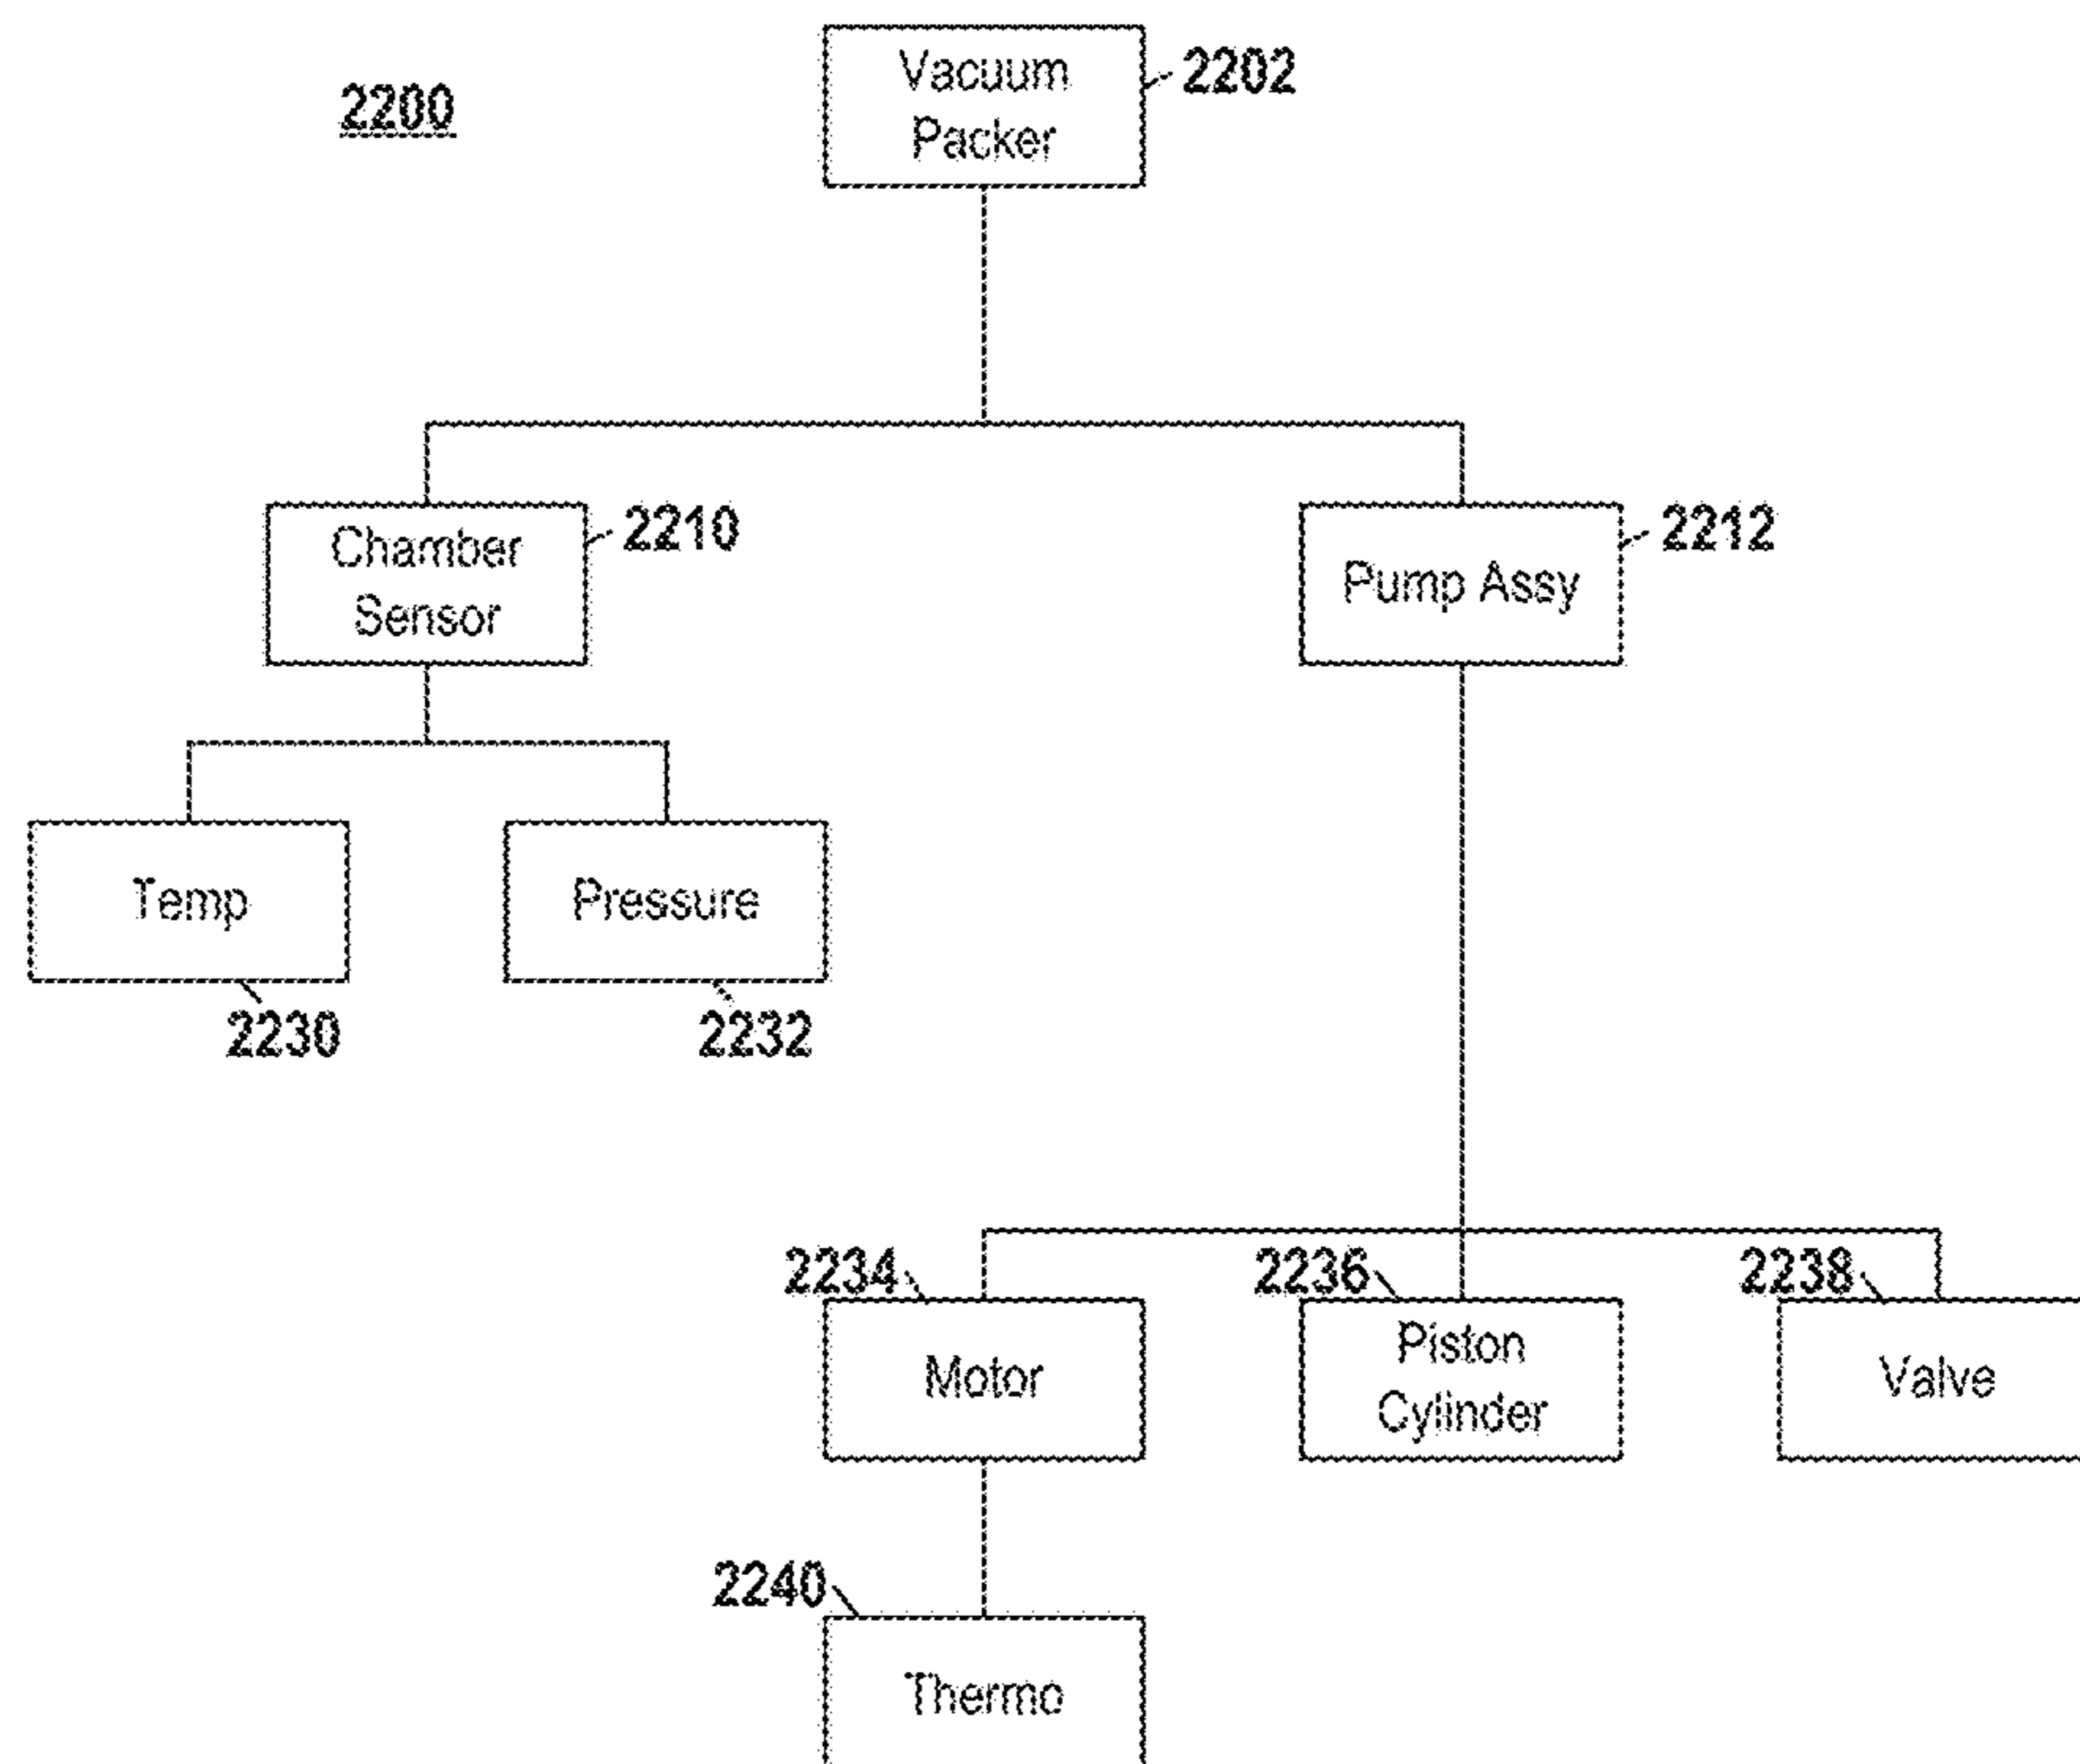 2200
Vacuum
Packer
2202
Chamber
Sensor
2210
Pump Assy
2212
Temp
Pressure
2230
2232
2234
2236
2238
Motor
Piston
Cylinder
Valve
2240
Thermo